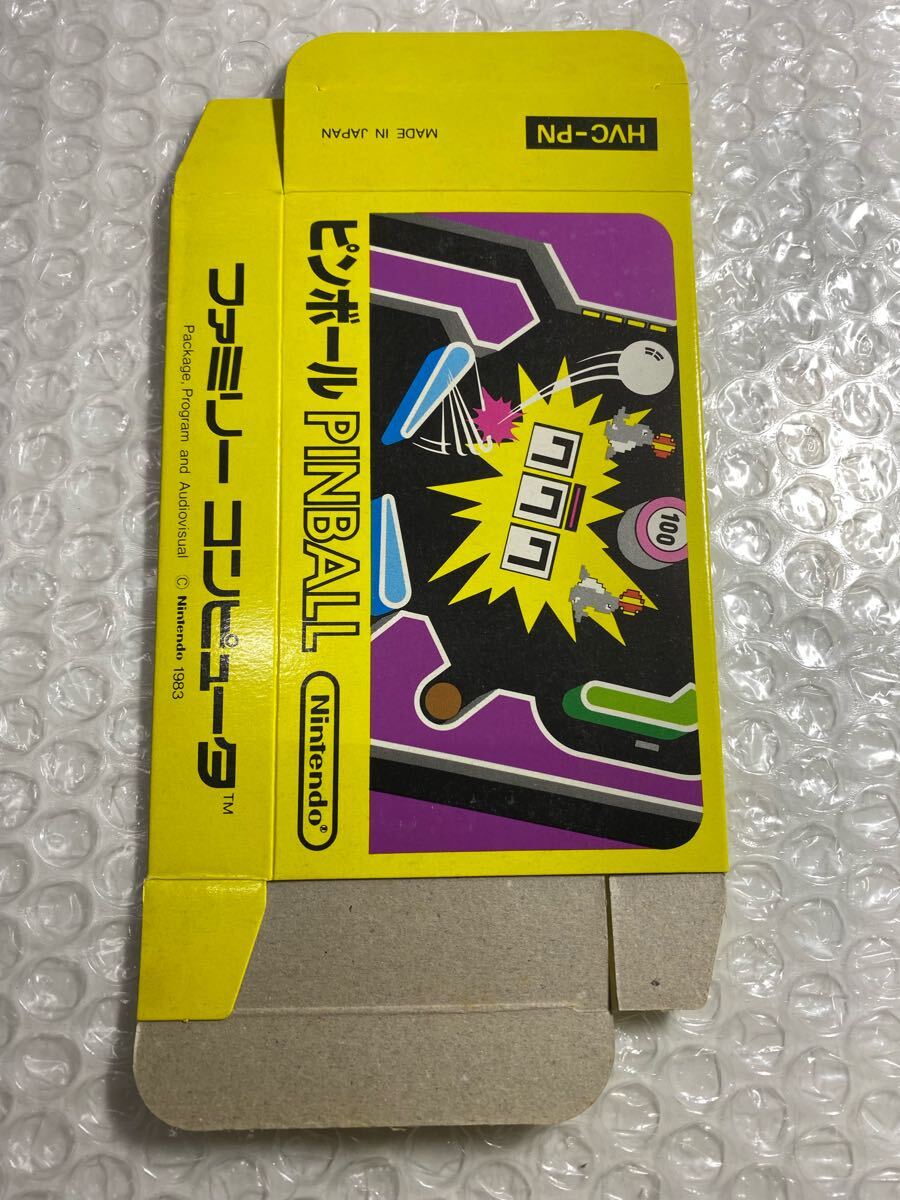 HVC-PN
MADE IN JAPAN
ピンボール PINBALL
Nintendo®
100
777
ファミリー コンピュータ™
Package, Program and Audiovisual © Nintendo 1983